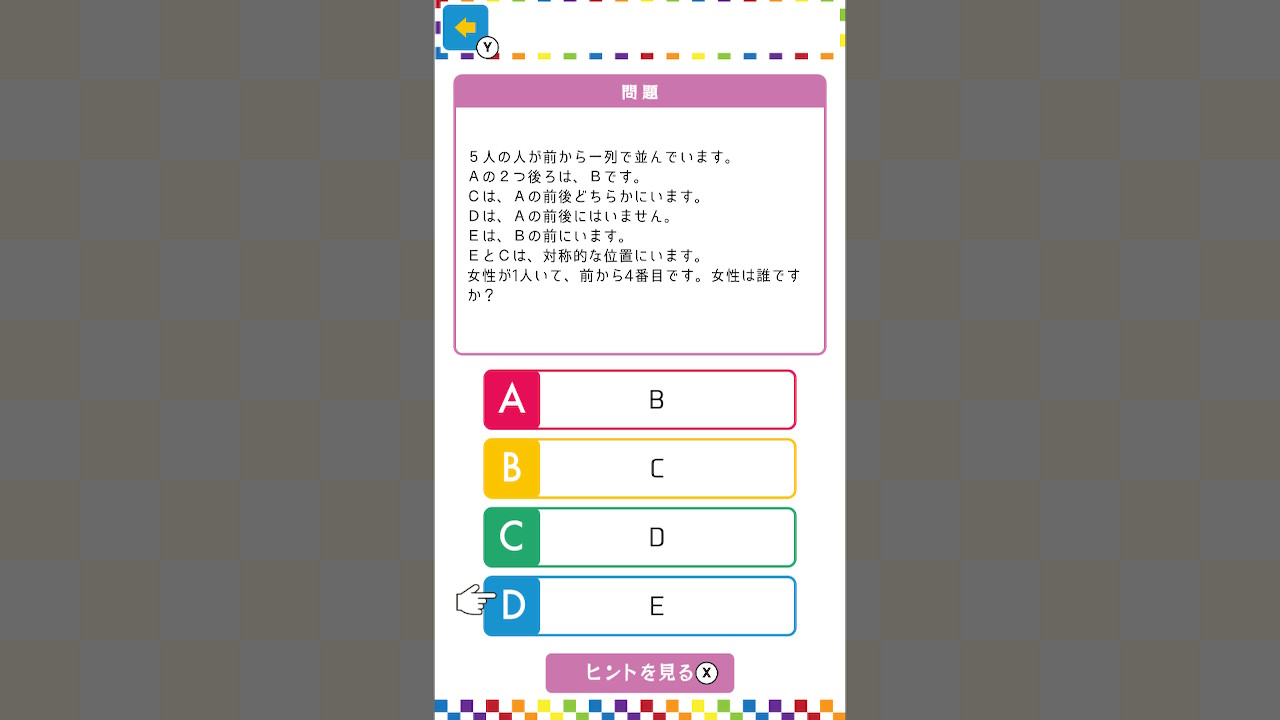 Y
問題
５人の人が前から一列で並んでいます。
Ａの２つ後ろは、Ｂです。
Ｃは、Ａの前後どちらかにいます。
Ｄは、Ａの前後にはいません。
Ｅは、Ｂの前にいます。
ＥとＣは、対称的な位置にいます。
女性が1人いて、前から4番目です。女性は誰です
か？
A B
B C
C D
D E
ヒントを見る X